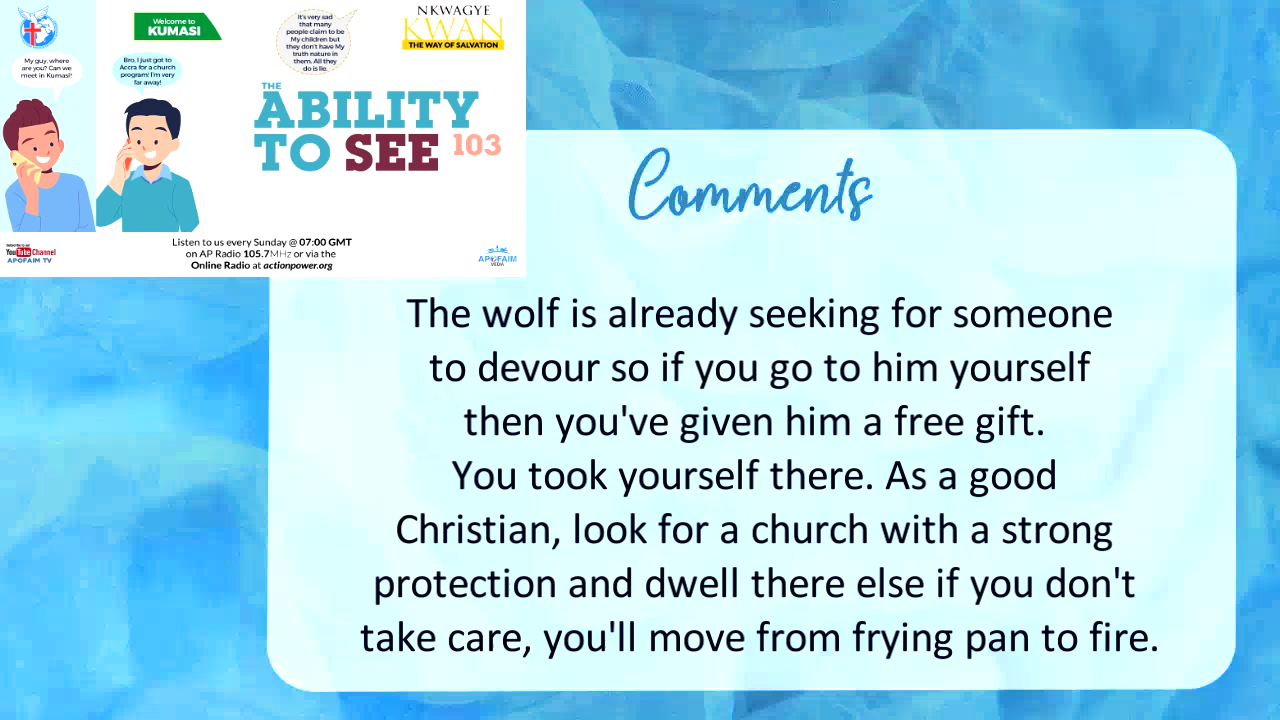 Welcome to
KUMASI
My guy, where
are you? Can we
meet in Kumasi!
Bro, I just got to
Accra for a church
program! I'm very
far away!
It's very sad
that many
people claim to be
My children but
they don't have My
truth nature in
them. All they
do is lie.
NKWAGYE
KWAN
THE WAY OF SALVATION
THE
ABILITY
TO SEE 103
YouTube Channel
APOFAIM TV
Listen to us every Sunday @ 07:00 GMT
on AP Radio 105.7MHz or via the
Online Radio at actionpower.org
APOFAIM
MEDIA
Comments
The wolf is already seeking for someone
to devour so if you go to him yourself
then you've given him a free gift.
You took yourself there. As a good
Christian, look for a church with a strong
protection and dwell there else if you don't
take care, you'll move from frying pan to fire.